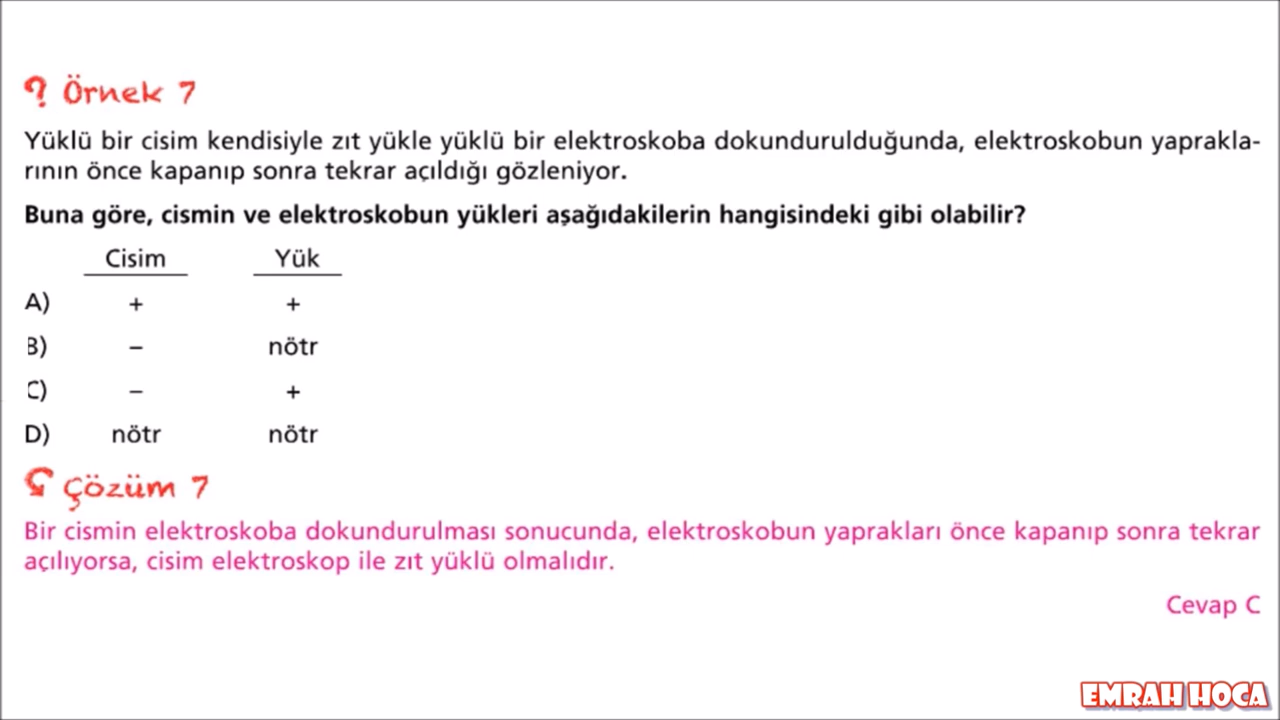 ? Örnek 7
Yüklü bir cisim kendisiyle zıt yükle yüklü bir elektroskoba dokundurulduğunda, elektroskobun yaprakla-
rının önce kapanıp sonra tekrar açıldığı gözleniyor.
Buna göre, cismin ve elektroskobun yükleri aşağıdakilerin hangisindeki gibi olabilir?
Cisim Yük
A) + +
B) – nötr
C) – +
D) nötr nötr
Çözüm 7
Bir cismin elektroskoba dokundurulması sonucunda, elektroskobun yaprakları önce kapanıp sonra tekrar
açılıyorsa, cisim elektroskop ile zıt yüklü olmalıdır.
Cevap C
EMRAH HOCA